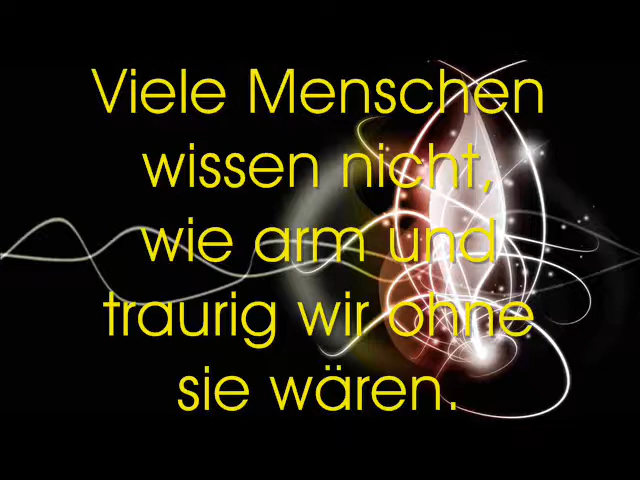 Viele Menschen
wissen nicht,
wie arm und
traurig wir ohne
sie wären.